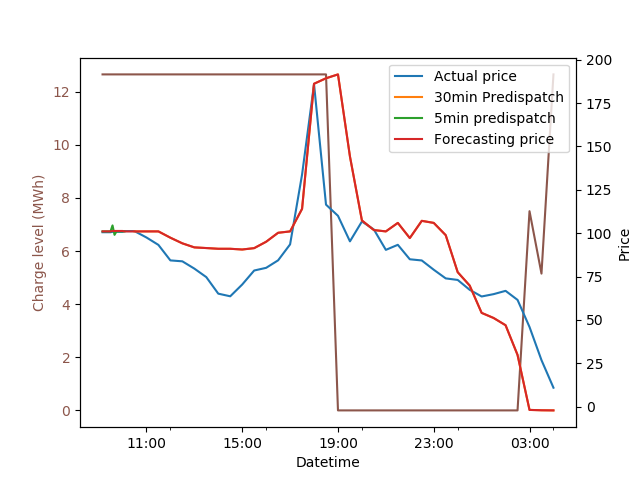 Actual price
30min Predispatch
5min predispatch
Forecasting price
Charge level (MWh)
12
10
8
6
4
2
0
200
175
150
125
100
75
50
25
0
Price
11:00 15:00 19:00 23:00 03:00
Datetime